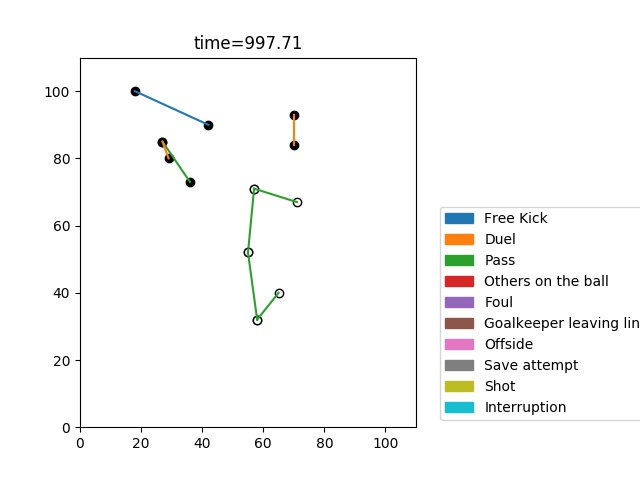 time=997.71
100
80
60
40
20
0
0 20 40 60 80 100
Free Kick
Duel
Pass
Others on the ball
Foul
Goalkeeper leaving lin
Offside
Save attempt
Shot
Interruption